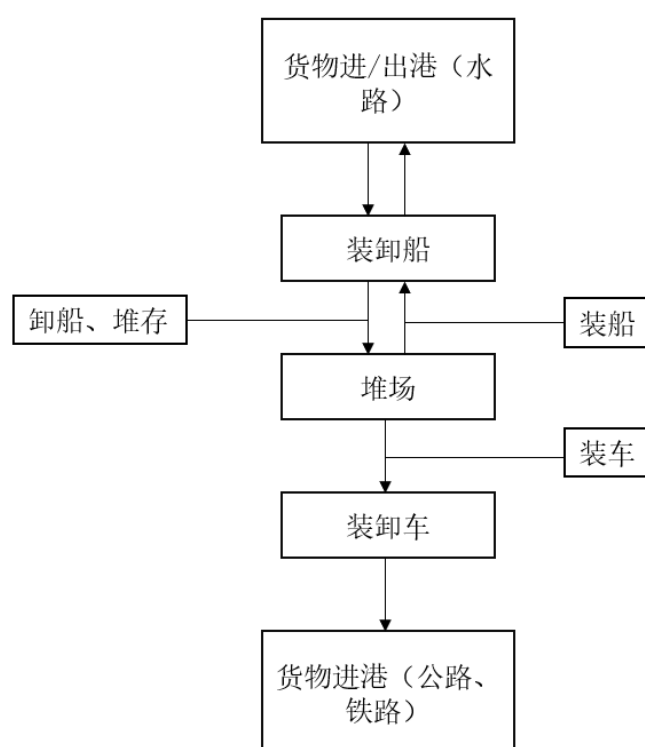 货物进/出港（水
路）
装卸船
卸船、堆存
装船
堆场
装车
装卸车
货物进港（公路、
铁路）